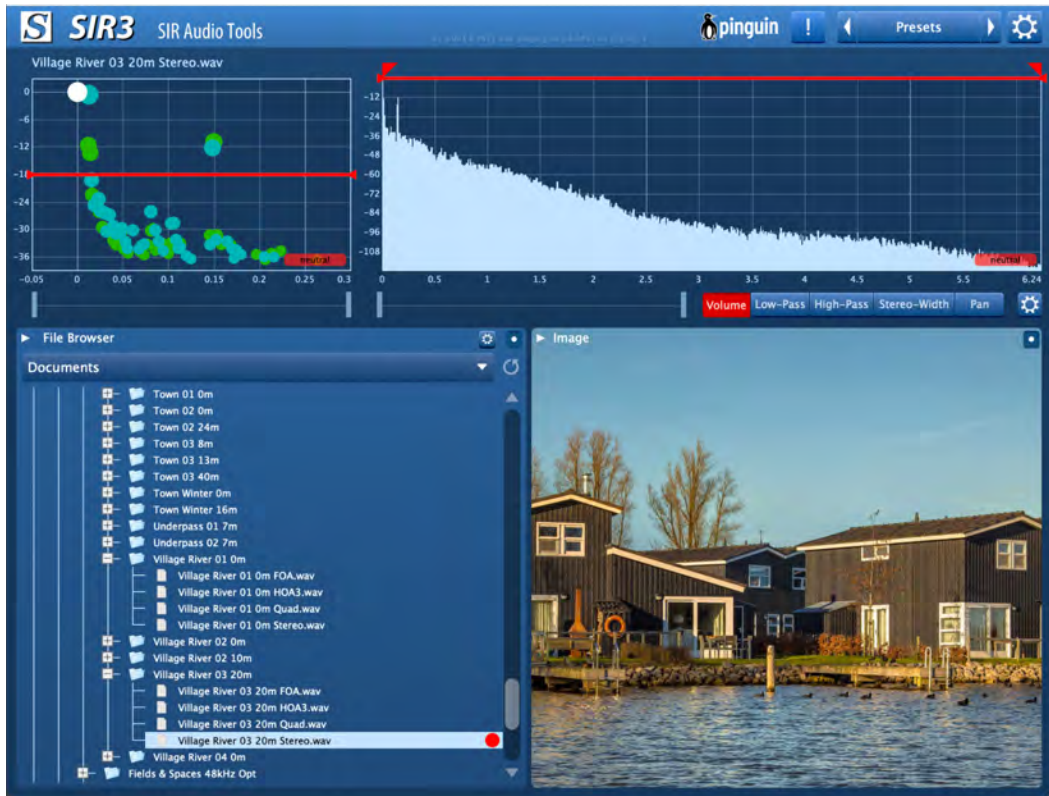 S SIR3 SIR Audio Tools pinguin ! Presets
Village River 03 20m Stereo.wav
0
-6
-12
-18
-24
-30
-36
neutral
-0.05 0 0.05 0.1 0.15 0.2 0.25 0.3
-12
-24
-36
-48
-60
-72
-84
-96
-108
neutral
0.5 1 1.5 2 2.5 3 3.5 4 4.5 5 5.5 6.24
Volume Low-Pass High-Pass Stereo-Width Pan
File Browser
Documents
Town 01 0m
Town 02 0m
Town 02 24m
Town 03 8m
Town 03 13m
Town 03 40m
Town Winter 0m
Town Winter 16m
Underpass 01 7m
Underpass 02 7m
Village River 01 0m
Village River 01 0m FOA.wav
Village River 01 0m HOA3.wav
Village River 01 0m Quad.wav
Village River 01 0m Stereo.wav
Village River 02 0m
Village River 02 10m
Village River 03 20m
Village River 03 20m FOA.wav
Village River 03 20m HOA3.wav
Village River 03 20m Quad.wav
Village River 03 20m Stereo.wav
Village River 04 0m
Fields & Spaces 48kHz Opt
Image